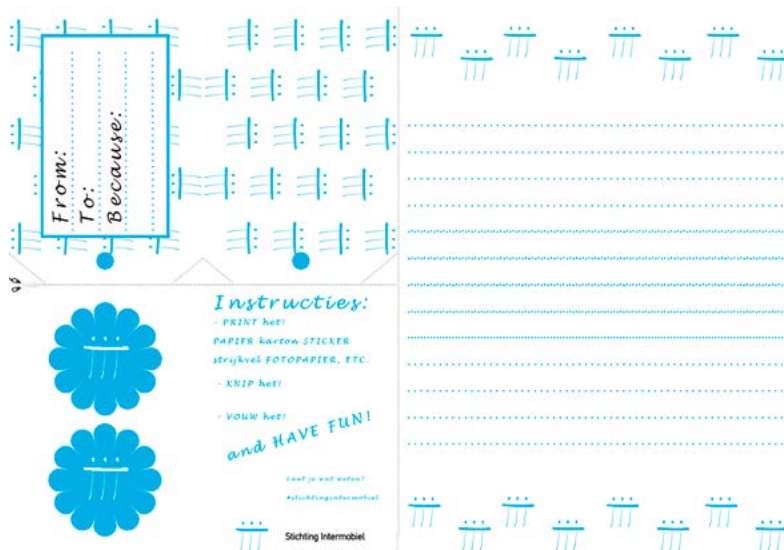 From:
To:
Because:
Instructies:
- PRINT het!
PAPIER karton STICKER
strijkvel FOTOPAPIER, ETC.
- KNIP het!
- VOUW het!
and HAVE FUN!
Laat je wat weten?
#stichtingintermobiel
Stichting Intermobiel